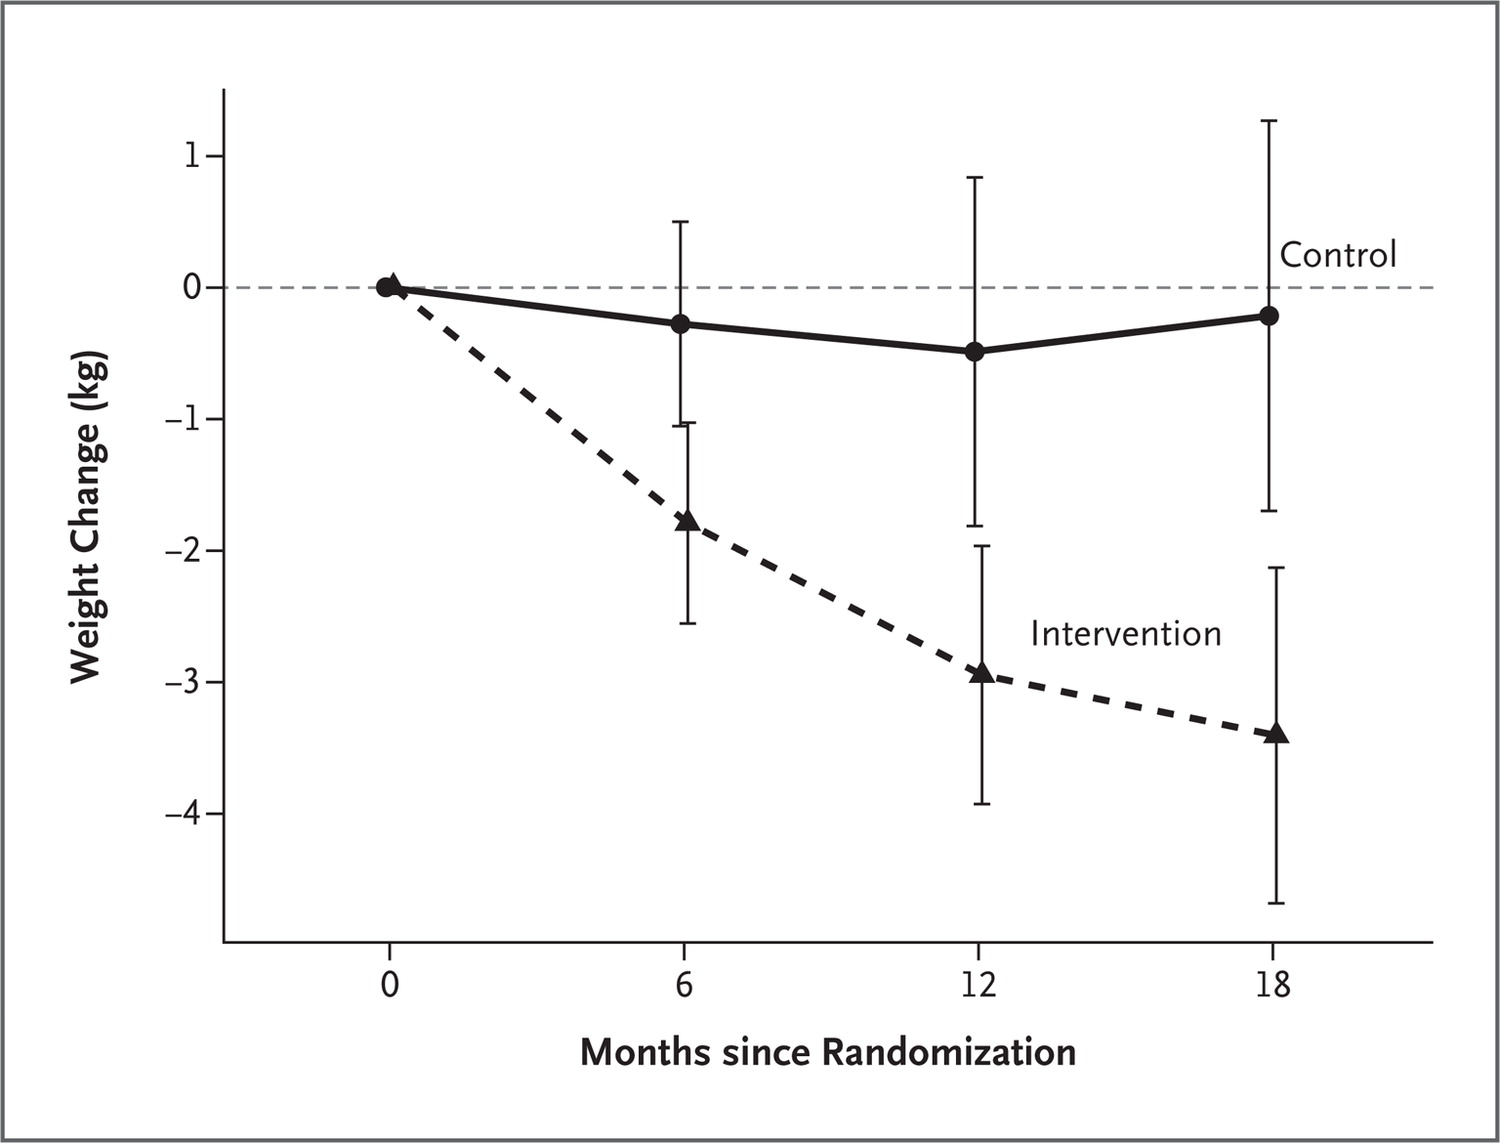 Weight Change (kg)
1
0
–1
–2
–3
–4
Control
Intervention
0 6 12 18
Months since Randomization